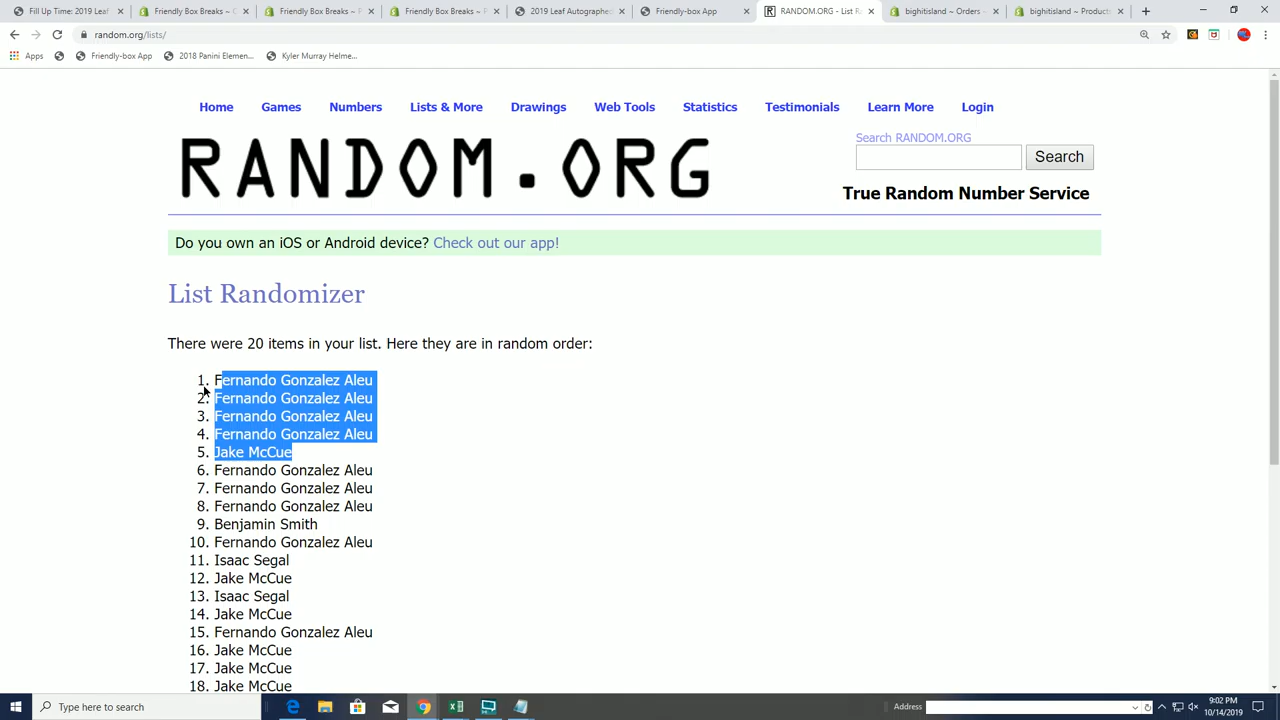 Fill Up Time: 2019 Leaf
Friendly Box Breaks ~ C
Friendly Box Breaks ~ P
Friendly Box Breaks ~ P
2019 Leaf Autographed
Friendly-box App
RANDOM.ORG - List R
bighitisland ~ Orders ~
bighitisland ~ Products
random.org/lists/
Apps
Friendly-box App
2018 Panini Elemen...
Kyler Murray Helme...
Home Games Numbers Lists & More Drawings Web Tools Statistics Testimonials Learn More Login
RANDOM.ORG
Search RANDOM.ORG
Search
True Random Number Service
Do you own an iOS or Android device? Check out our app!
List Randomizer
There were 20 items in your list. Here they are in random order:
1. Fernando Gonzalez Aleu
2. Fernando Gonzalez Aleu
3. Fernando Gonzalez Aleu
4. Fernando Gonzalez Aleu
5. Jake McCue
6. Fernando Gonzalez Aleu
7. Fernando Gonzalez Aleu
8. Fernando Gonzalez Aleu
9. Benjamin Smith
10. Fernando Gonzalez Aleu
11. Isaac Segal
12. Jake McCue
13. Isaac Segal
14. Jake McCue
15. Fernando Gonzalez Aleu
16. Jake McCue
17. Jake McCue
18. Jake McCue
Type here to search
Address
9:02 PM
10/14/2019